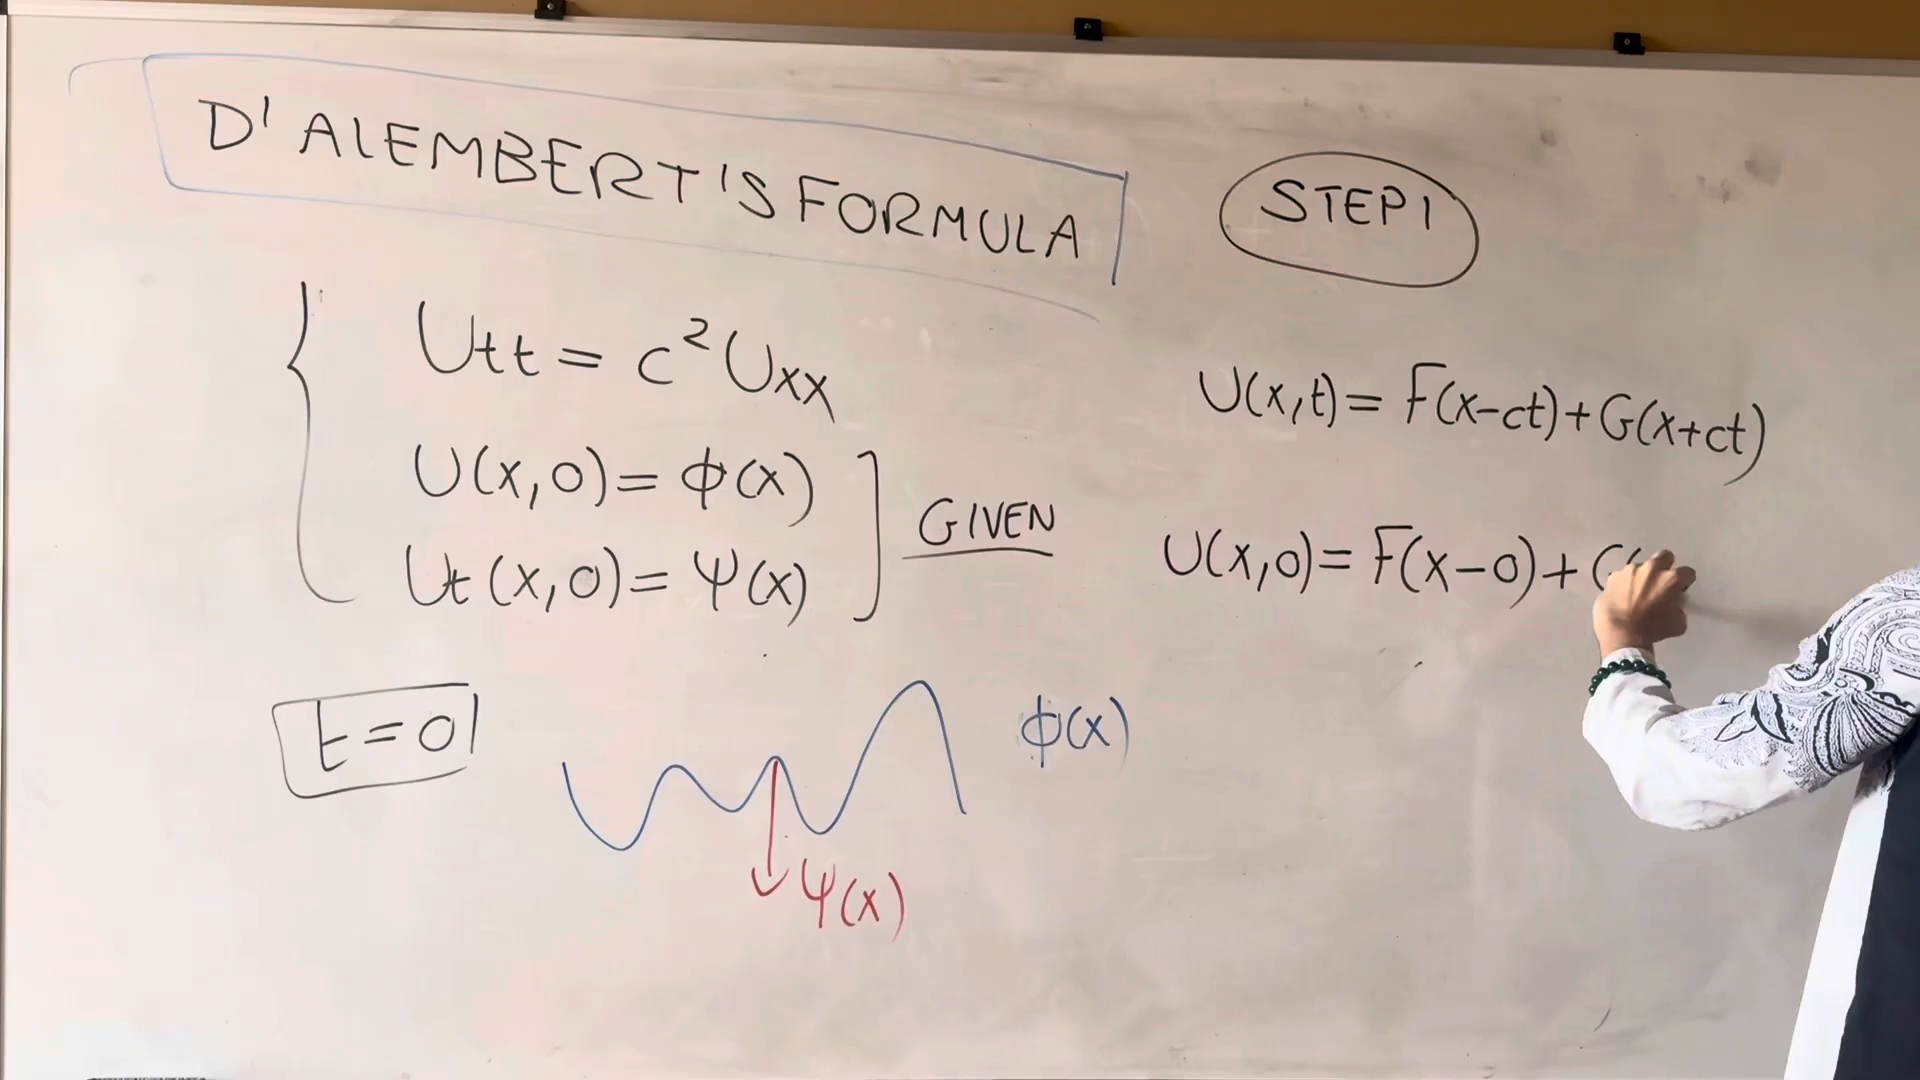 D'ALEMBERT'S FORMULA
Utt = c²Uxx
U(x,0) = ϕ(x)
Ut(x,0) = Ψ(x)
GIVEN
t=0
ϕ(x)
Ψ(x)
STEP 1
U(x,t) = F(x-ct)+G(x+ct)
U(x,0) = F(x-0)+G(